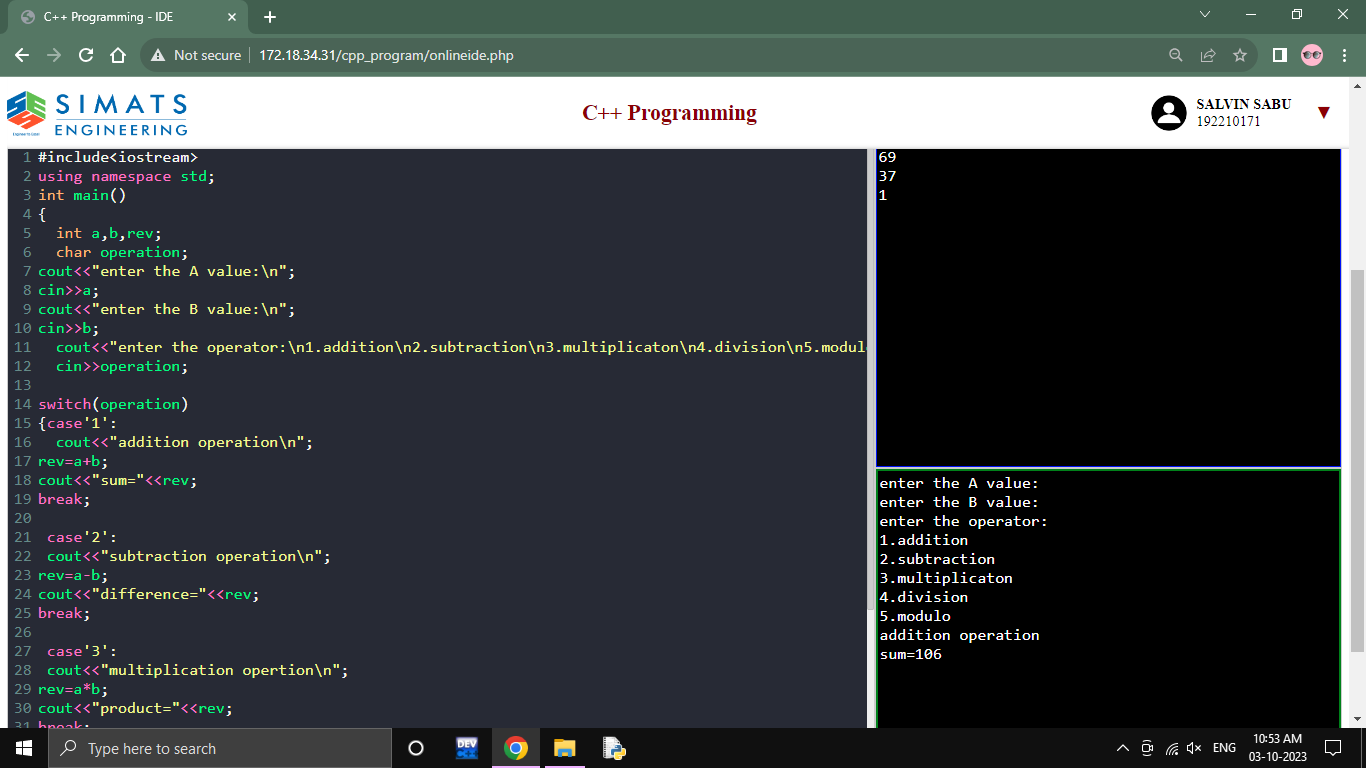 C++ Programming - IDE
Not secure 172.18.34.31/cpp_program/onlineide.php
SIMATS
ENGINEERING
C++ Programming
SALVIN SABU
192210171
1 #include<iostream>
2 using namespace std;
3 int main()
4 {
5 int a,b,rev;
6 char operation;
7 cout<<"enter the A value:\n";
8 cin>>a;
9 cout<<"enter the B value:\n";
10 cin>>b;
11 cout<<"enter the operator:\n1.addition\n2.subtraction\n3.multiplicaton\n4.division\n5.modul
12 cin>>operation;
13
14 switch(operation)
15 {case'1':
16 cout<<"addition operation\n";
17 rev=a+b;
18 cout<<"sum="<<rev;
19 break;
20
21 case'2':
22 cout<<"subtraction operation\n";
23 rev=a-b;
24 cout<<"difference="<<rev;
25 break;
26
27 case'3':
28 cout<<"multiplication opertion\n";
29 rev=a*b;
30 cout<<"product="<<rev;
31 break;
69
37
1
enter the A value:
enter the B value:
enter the operator:
1.addition
2.subtraction
3.multiplicaton
4.division
5.modulo
addition operation
sum=106
Type here to search
DEV
ENG
10:53 AM
03-10-2023